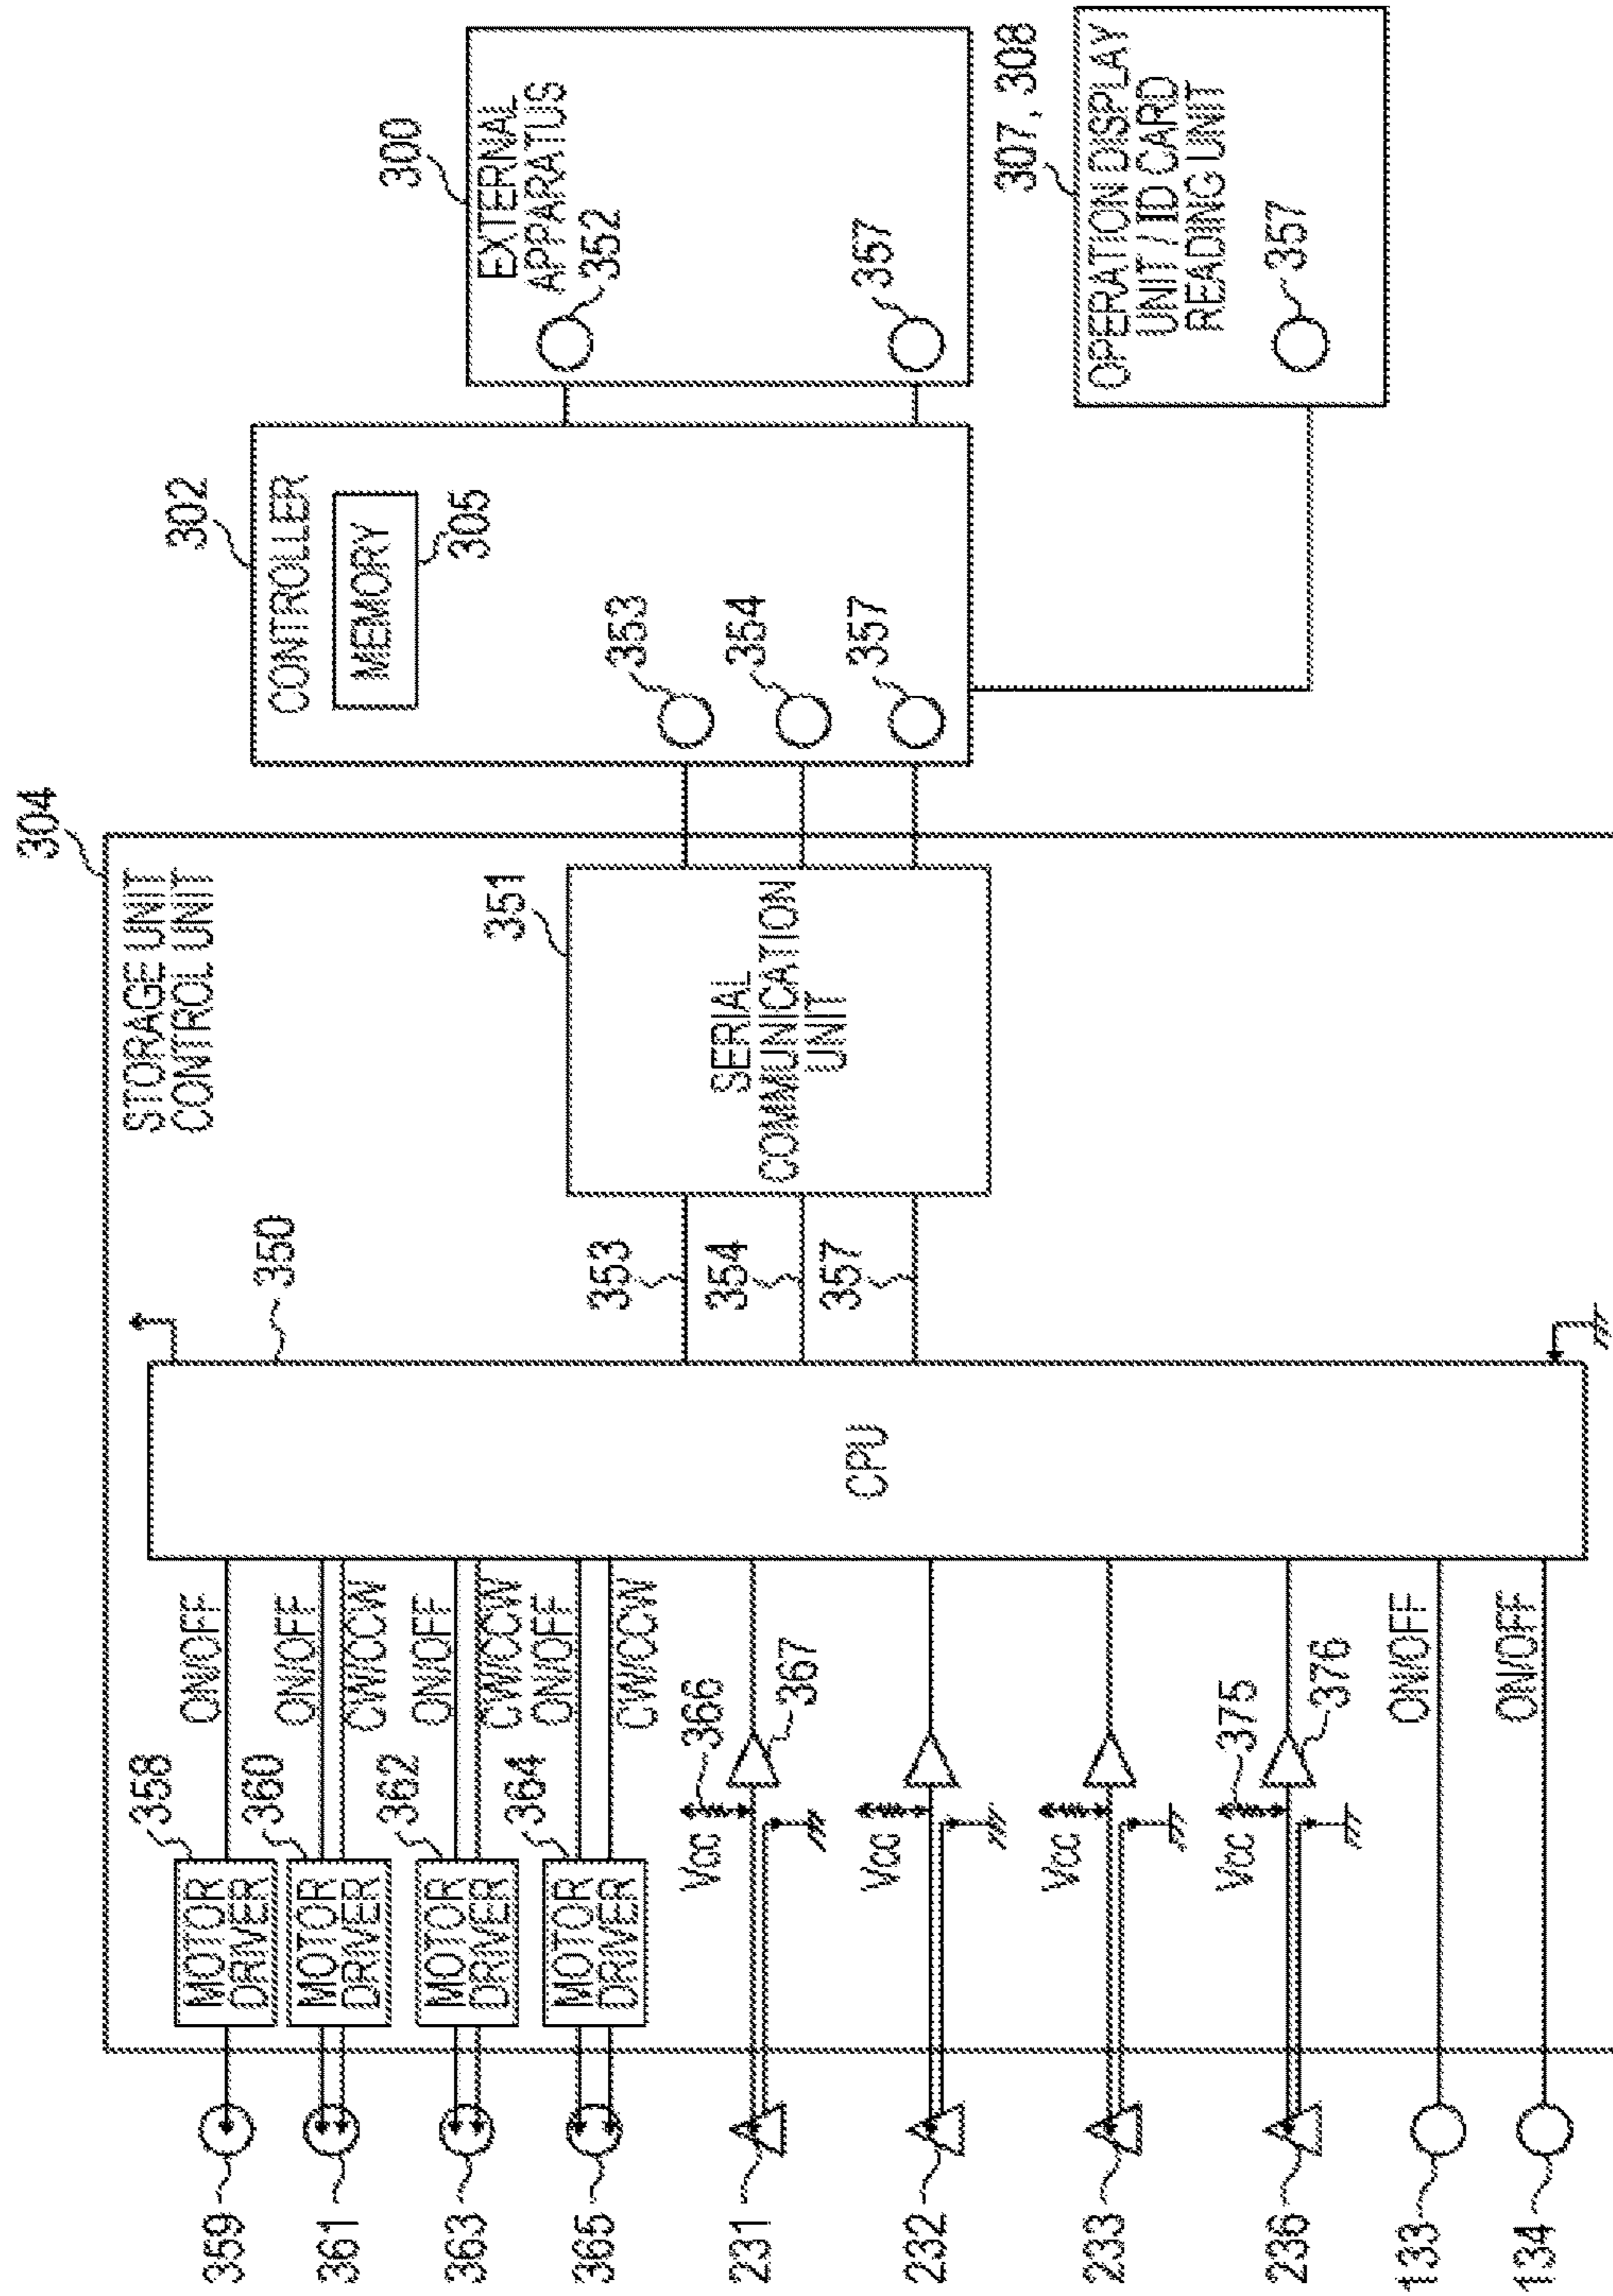 300
EXTERNAL
APPARATUS
352
357
307, 308
OPERATION DISPLAY
UNIT / ID CARD
READING UNIT
357
302
CONTROLLER
MEMORY
305
353
354
357
304
STORAGE UNIT
CONTROL UNIT
351
SERIAL
COMMUNICATION
UNIT
353
354
357
350
CPU
ON/OFF
ON/OFF
CW/CCW
ON/OFF
CW/CCW
ON/OFF
CW/CCW
ON/OFF
ON/OFF
358
MOTOR
DRIVER
360
MOTOR
DRIVER
362
MOTOR
DRIVER
364
MOTOR
DRIVER
Vcc
366
367
Vcc
Vcc
Vcc
375
376
359
361
363
365
231
232
233
236
133
134